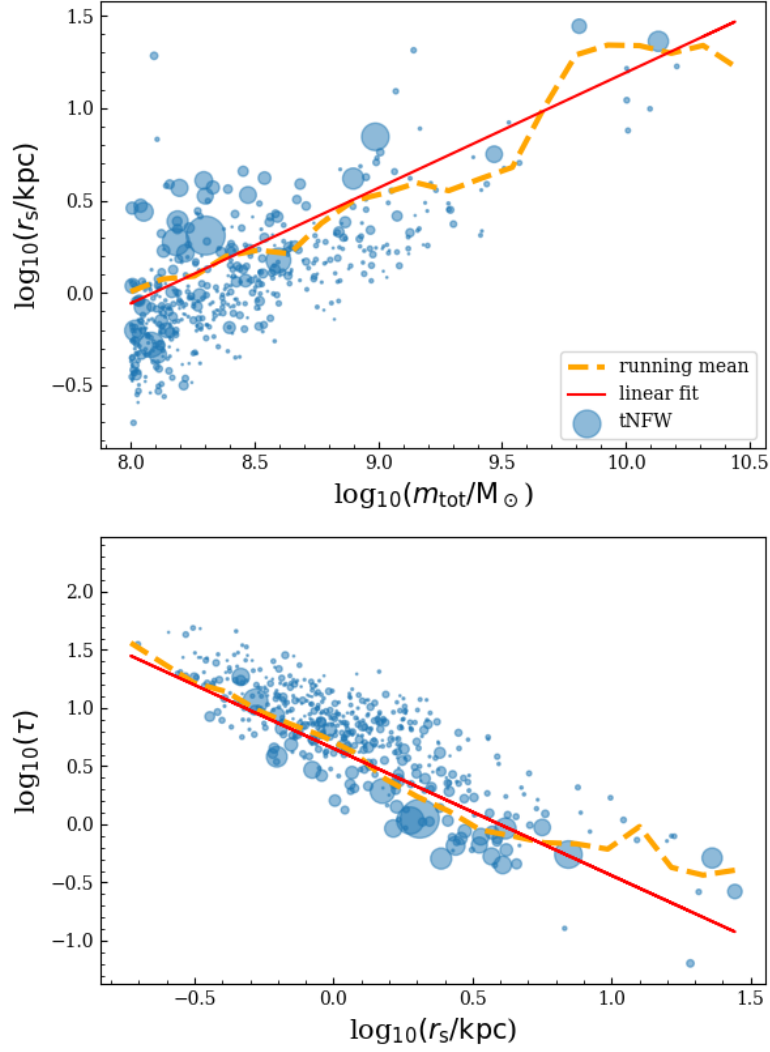 1.5
1.0
0.5
0.0
−0.5
log₁₀(rₛ/kpc)
running mean
linear fit
tNFW
8.0 8.5 9.0 9.5 10.0 10.5
log₁₀(mₜₒₜ/M⊙)
2.0
1.5
1.0
0.5
0.0
−0.5
−1.0
log₁₀(τ)
−0.5 0.0 0.5 1.0 1.5
log₁₀(rₛ/kpc)